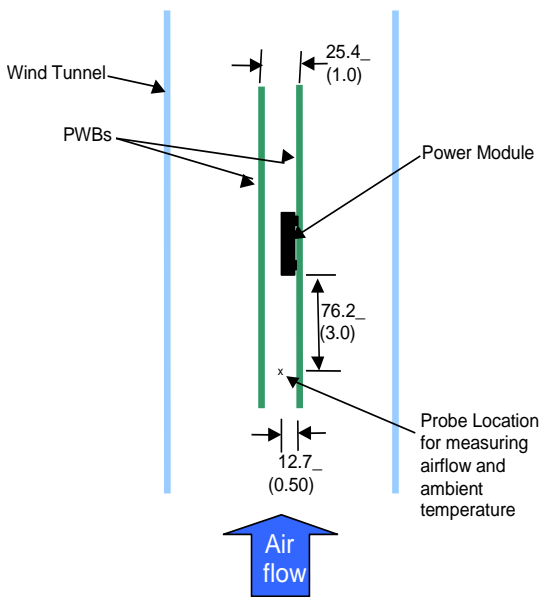 25.4_
(1.0)
Wind Tunnel
PWBs
Power Module
76.2_
(3.0)
x
Probe Location
for measuring
airflow and
ambient
temperature
12.7_
(0.50)
Air
flow